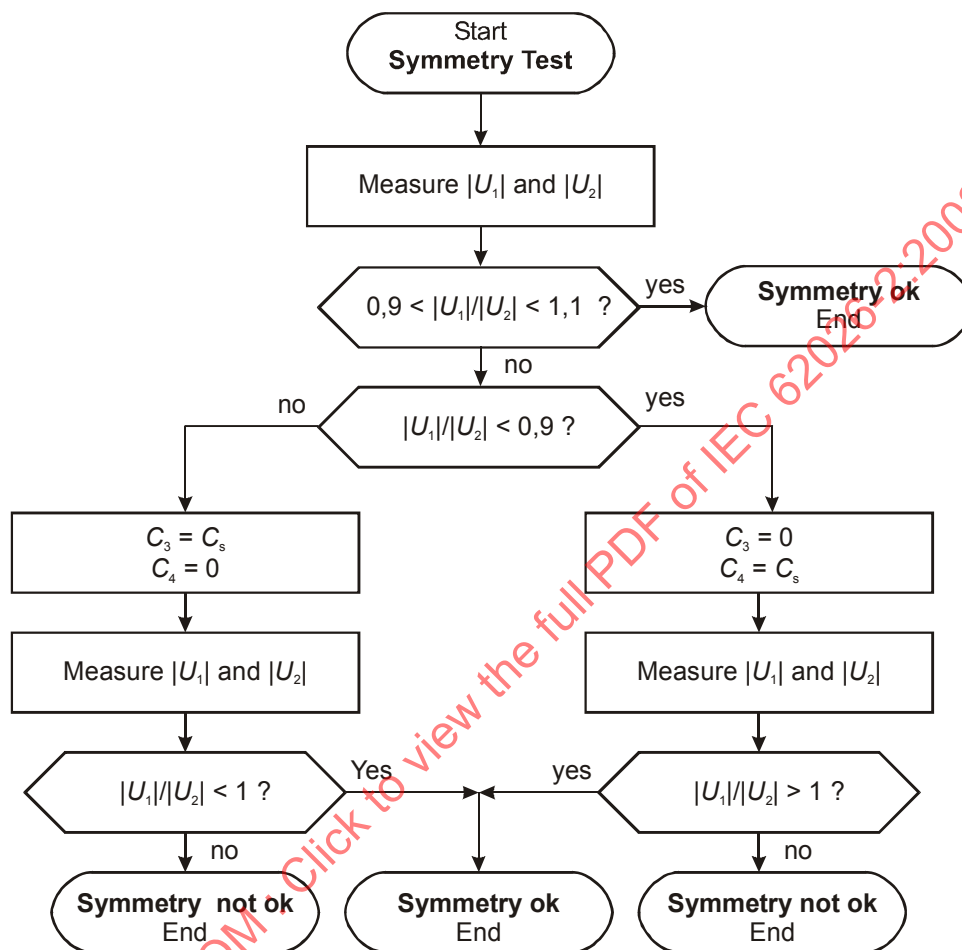 Start
Symmetry Test
Measure |U₁| and |U₂|
0,9 < |U₁|/|U₂| < 1,1 ?
yes
Symmetry ok
End
no
|U₁|/|U₂| < 0,9 ?
no
yes
C₃ = Cₛ
C₄ = 0
C₃ = 0
C₄ = Cₛ
Measure |U₁| and |U₂|
Measure |U₁| and |U₂|
|U₁|/|U₂| < 1 ?
Yes
yes
|U₁|/|U₂| > 1 ?
no
no
Symmetry not ok
End
Symmetry ok
End
Symmetry not ok
End
OM : Click to view the full PDF of IEC 62026-2:200